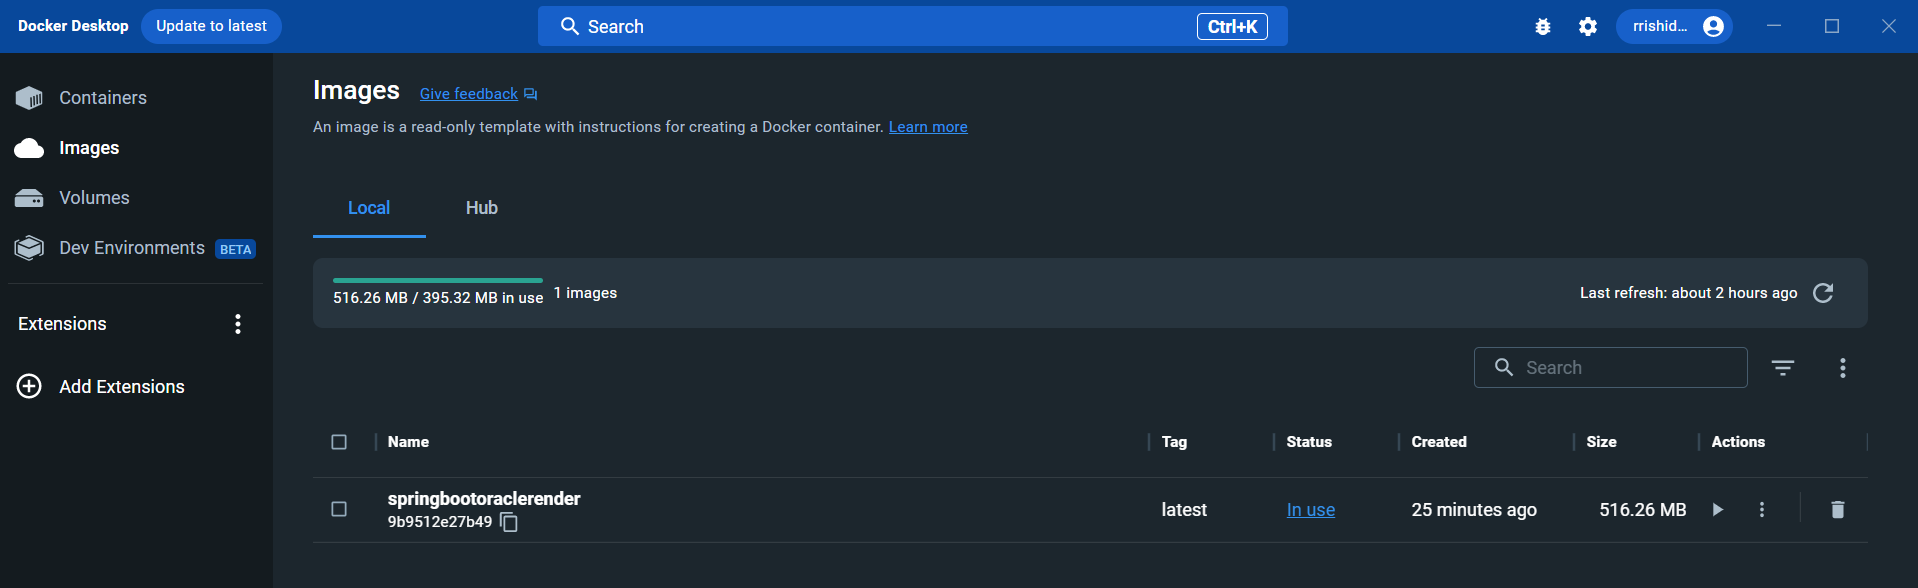 Docker Desktop Update to latest Search Ctrl+K rrishid...
Containers
Images
Volumes
Dev Environments BETA
Extensions
Add Extensions
Images Give feedback
An image is a read-only template with instructions for creating a Docker container. Learn more
Local Hub
516.26 MB / 395.32 MB in use 1 images Last refresh: about 2 hours ago
Search
Name Tag Status Created Size Actions
springbootoraclerender
9b9512e27b49
latest In use 25 minutes ago 516.26 MB